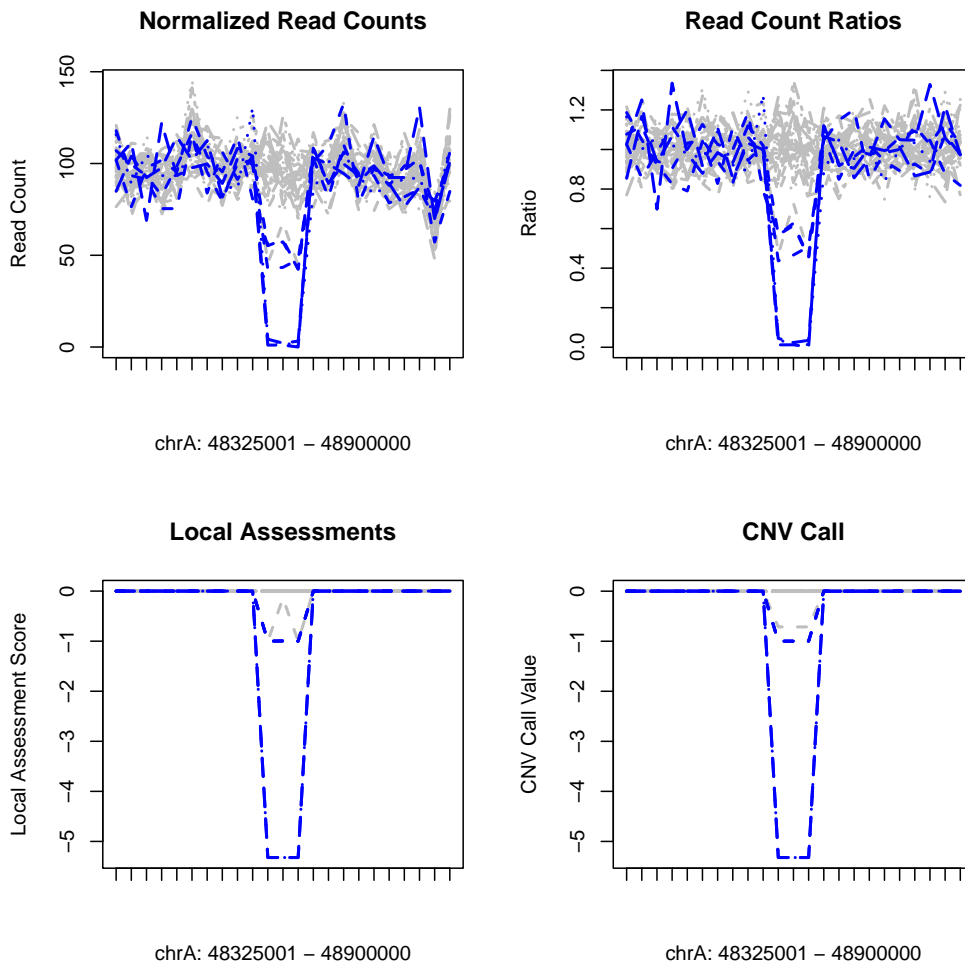 Normalized Read Counts
Read Count
150
100
50
0
chrA: 48325001 – 48900000
Read Count Ratios
Ratio
1.2
0.8
0.4
0.0
chrA: 48325001 – 48900000
Local Assessments
Local Assessment Score
0
−1
−2
−3
−4
−5
chrA: 48325001 – 48900000
CNV Call
CNV Call Value
0
−1
−2
−3
−4
−5
chrA: 48325001 – 48900000